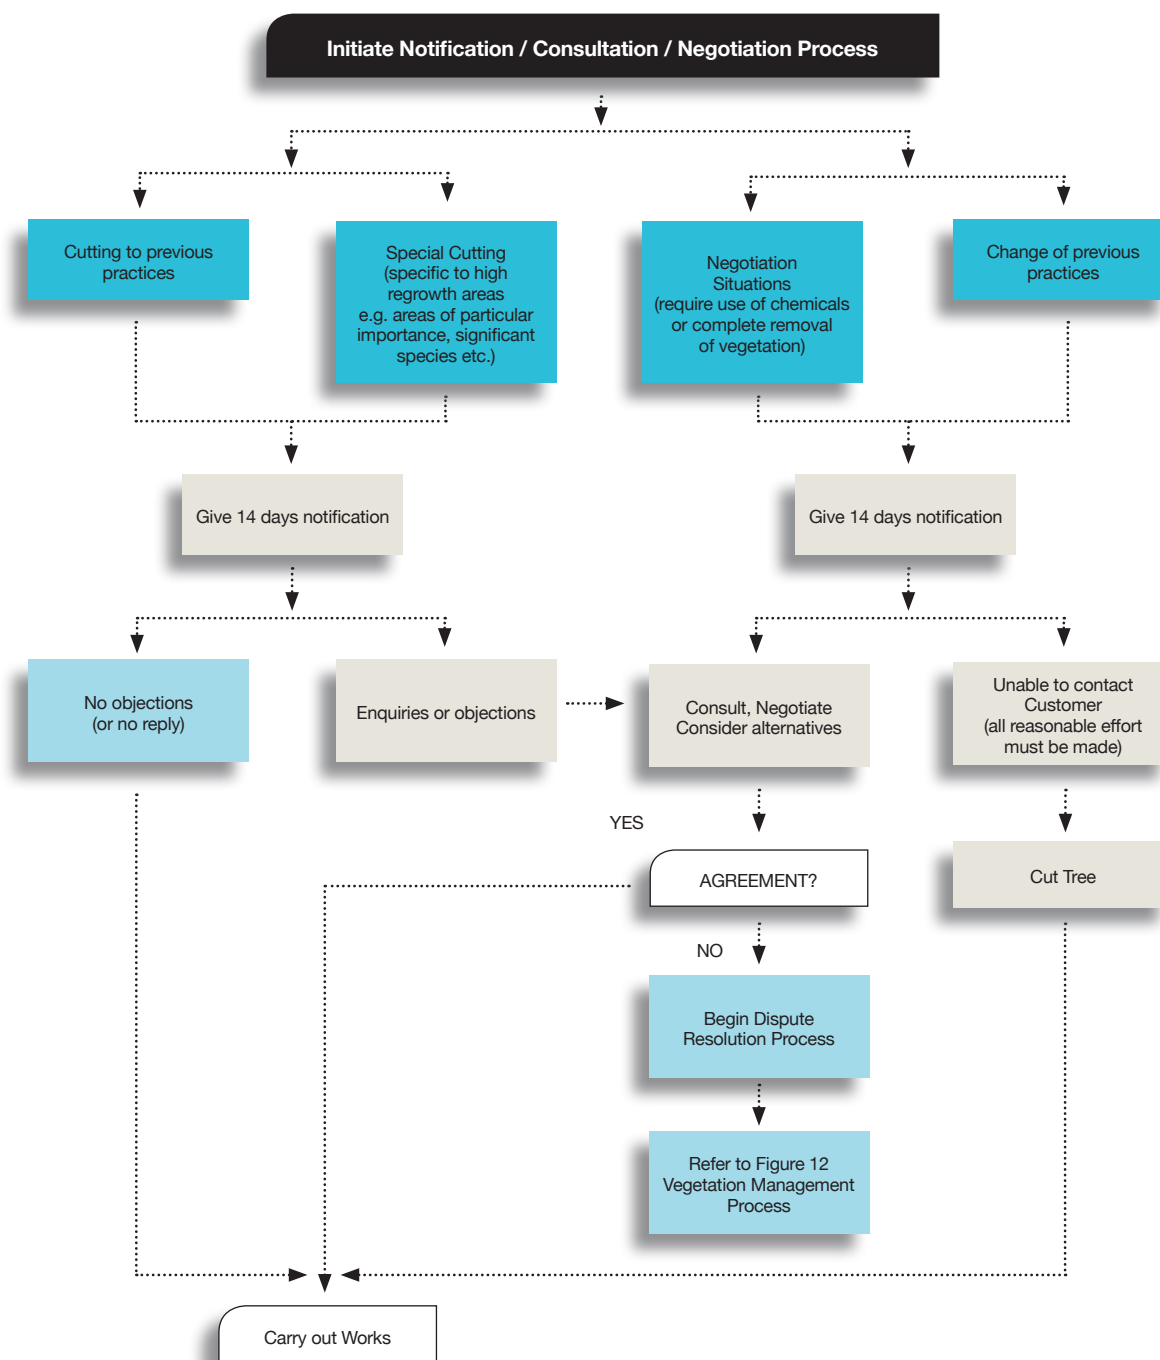 Initiate Notification / Consultation / Negotiation Process
Cutting to previous
practices
Special Cutting
(specific to high
regrowth areas
e.g. areas of particular
importance, significant
species etc.)
Negotiation
Situations
(require use of chemicals
or complete removal
of vegetation)
Change of previous
practices
Give 14 days notification
Give 14 days notification
No objections
(or no reply)
Enquiries or objections
Consult, Negotiate
Consider alternatives
Unable to contact
Customer
(all reasonable effort
must be made)
YES
AGREEMENT?
Cut Tree
NO
Begin Dispute
Resolution Process
Refer to Figure 12
Vegetation Management
Process
Carry out Works